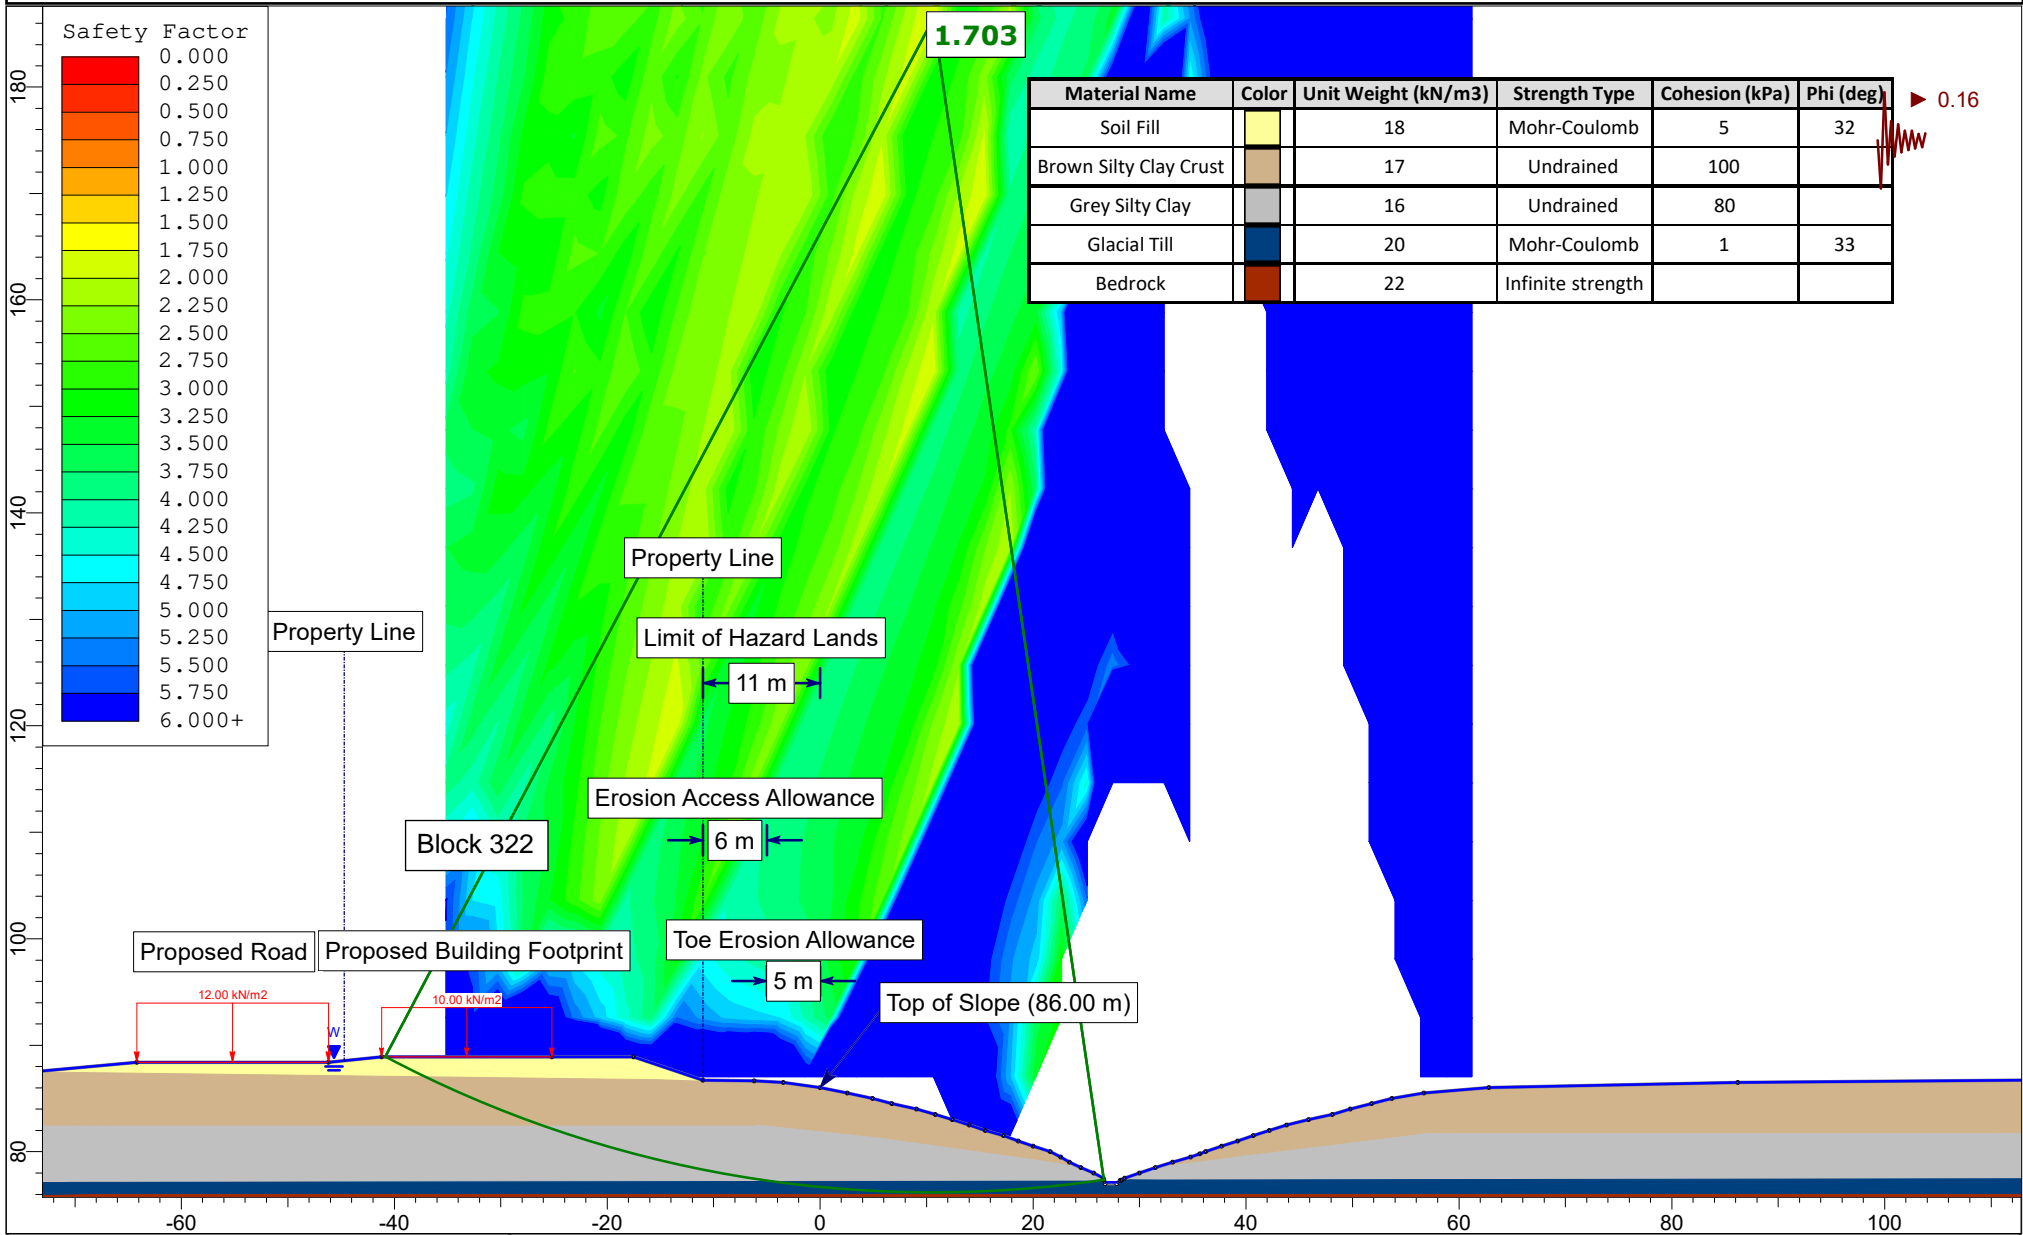 Safety Factor
0.000
0.250
0.500
0.750
1.000
1.250
1.500
1.750
2.000
2.250
2.500
2.750
3.000
3.250
3.500
3.750
4.000
4.250
4.500
4.750
5.000
5.250
5.500
5.750
6.000+
1.703
Material Name Color Unit Weight (kN/m3) Strength Type Cohesion (kPa) Phi (deg)
Soil Fill 18 Mohr-Coulomb 5 32
Brown Silty Clay Crust 17 Undrained 100
Grey Silty Clay 16 Undrained 80
Glacial Till 20 Mohr-Coulomb 1 33
Bedrock 22 Infinite strength
0.16
Property Line
Property Line
Limit of Hazard Lands
11 m
Erosion Access Allowance
6 m
Block 322
Toe Erosion Allowance
5 m
Proposed Road
Proposed Building Footprint
Top of Slope (86.00 m)
12.00 kN/m2
10.00 kN/m2
W
180
160
140
120
100
80
-60 -40 -20 0 20 40 60 80 100